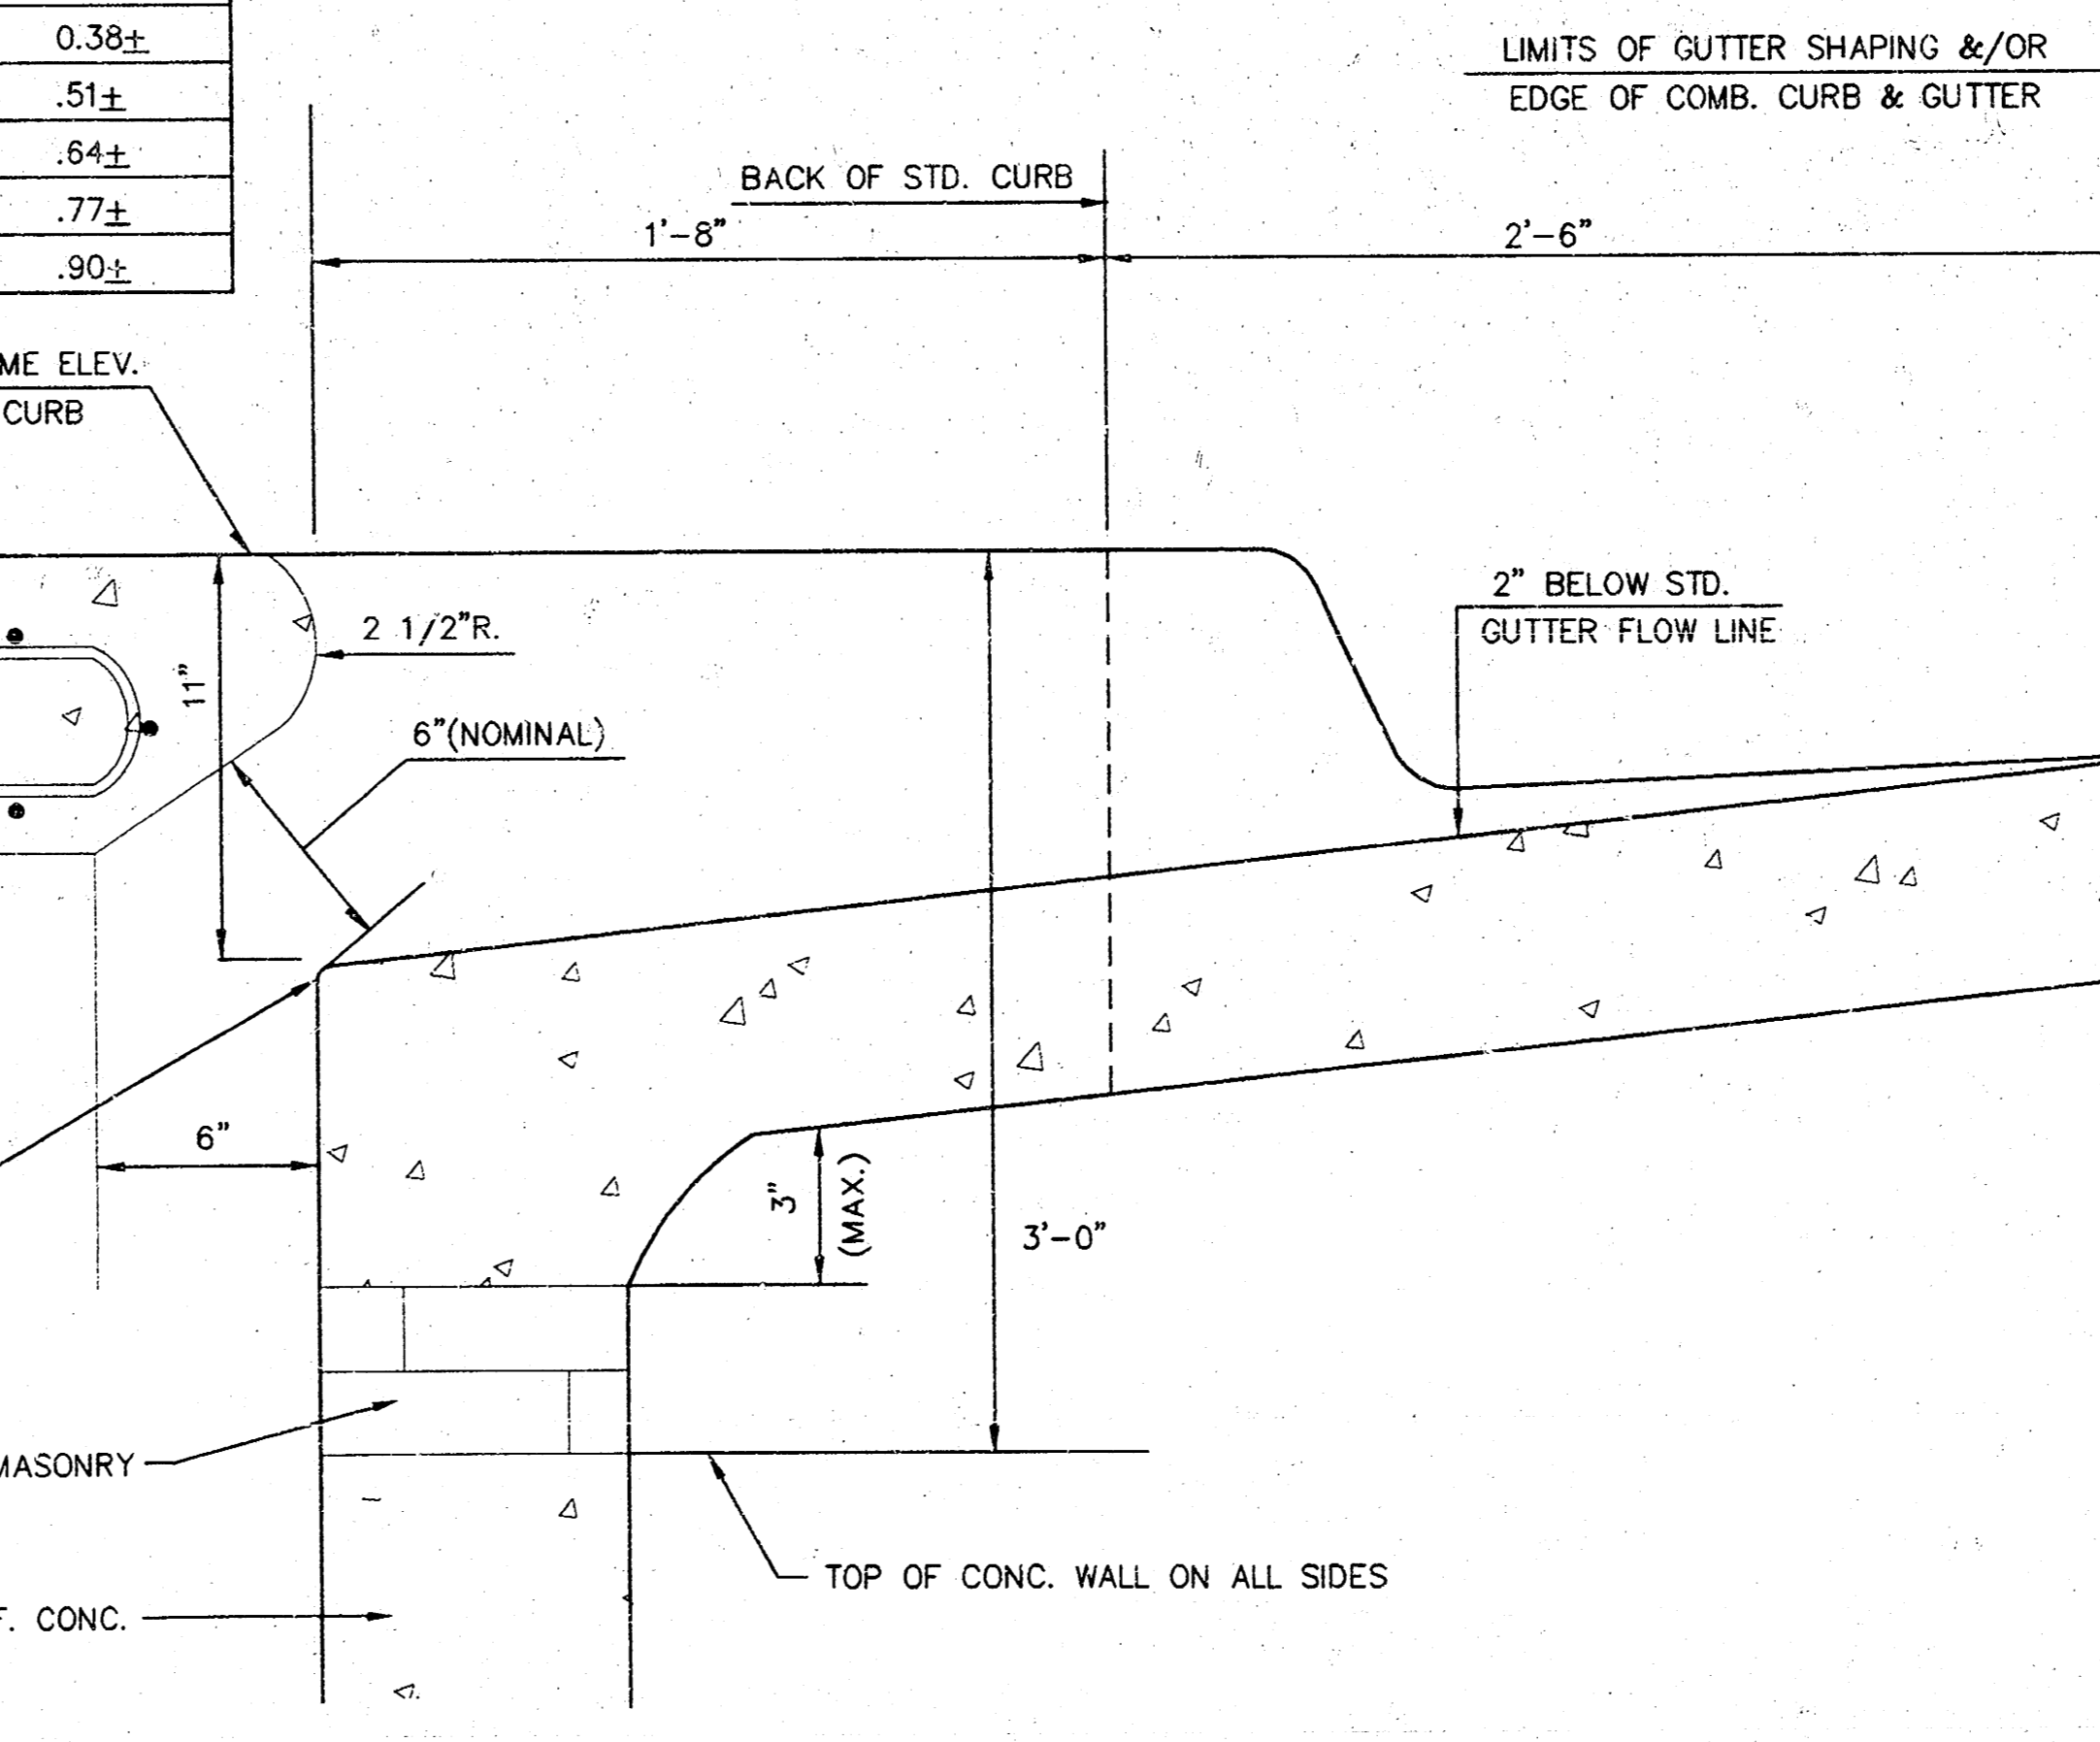 0.38±
.51±
.64±
.77±
.90±
LIMITS OF GUTTER SHAPING &/OR
EDGE OF COMB. CURB & GUTTER
BACK OF STD. CURB
1'-8"
2'-6"
ME ELEV.
CURB
2 1/2"R.
11"
6"(NOMINAL)
2" BELOW STD.
GUTTER FLOW LINE
6"
3"
(MAX.)
3'-0"
MASONRY
TOP OF CONC. WALL ON ALL SIDES
F. CONC.